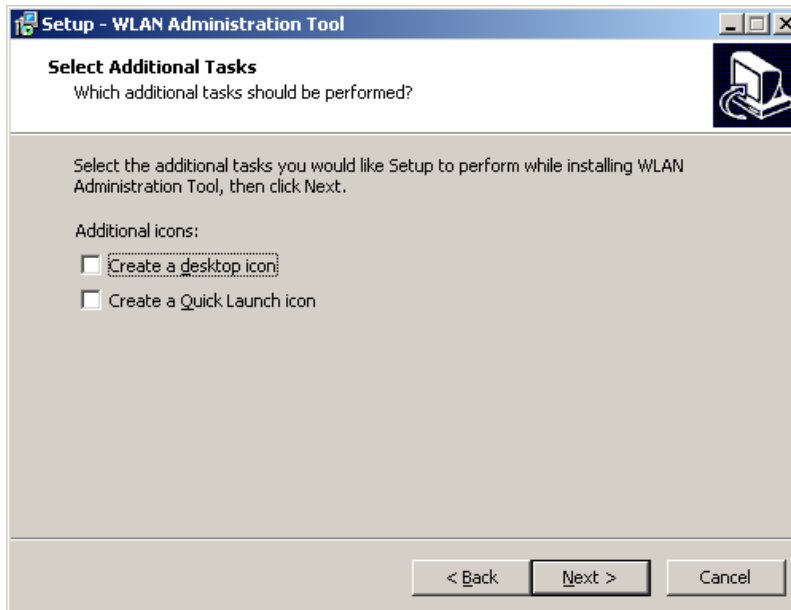 Setup - WLAN Administration Tool
Select Additional Tasks
Which additional tasks should be performed?
Select the additional tasks you would like Setup to perform while installing WLAN
Administration Tool, then click Next.
Additional icons:
Create a desktop icon
Create a Quick Launch icon
< Back
Next >
Cancel